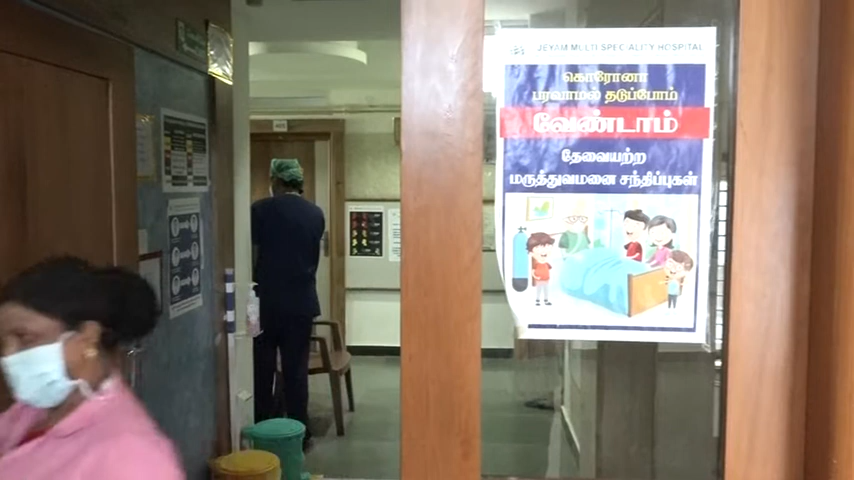 JEYAM MULTI SPECIALITY HOSPITAL
கொரோனா
பரவாமல் தடுப்போம்
வேண்டாம்
தேவையற்ற
மருத்துவமனை சந்திப்புகள்